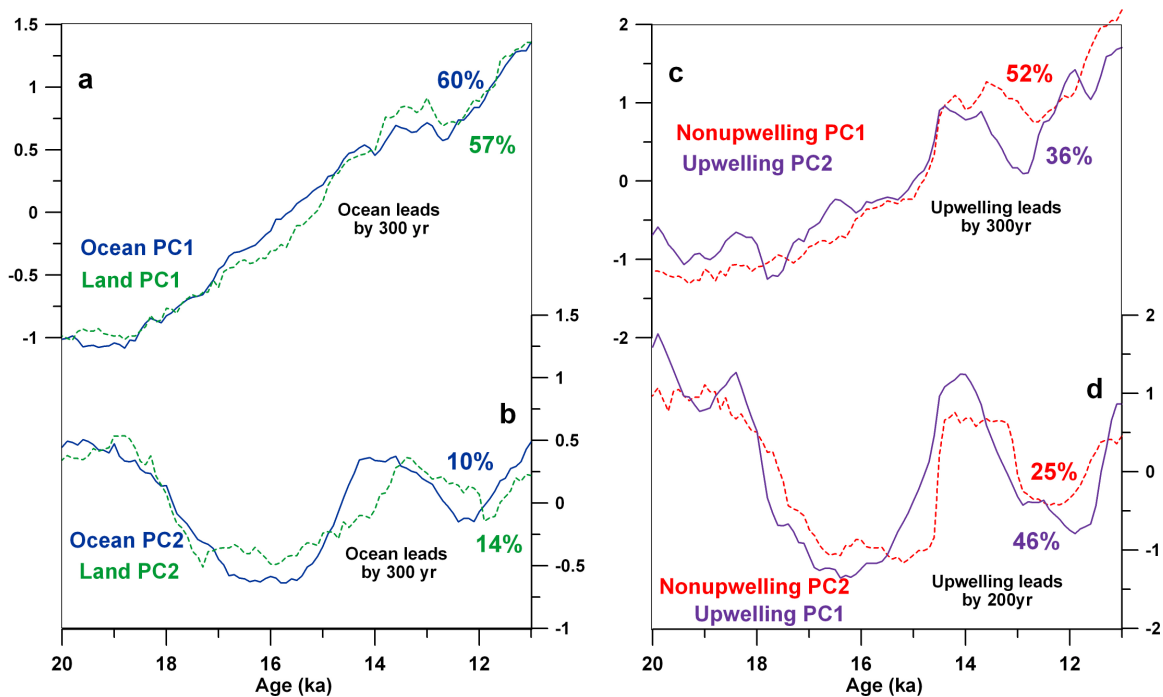 a
1.5
1
0.5
0
-0.5
-1
60%
57%
Ocean leads
by 300 yr
Ocean PC1
Land PC1
b
1.5
1
0.5
0
-0.5
-1
10%
14%
Ocean PC2
Land PC2
Ocean leads
by 300 yr
20
18
16
14
12
Age (ka)
c
2
1
0
-1
-2
52%
36%
Nonupwelling PC1
Upwelling PC2
Upwelling leads
by 300yr
d
2
1
0
-1
-2
25%
46%
Nonupwelling PC2
Upwelling PC1
Upwelling leads
by 200yr
20
18
16
14
12
Age (ka)